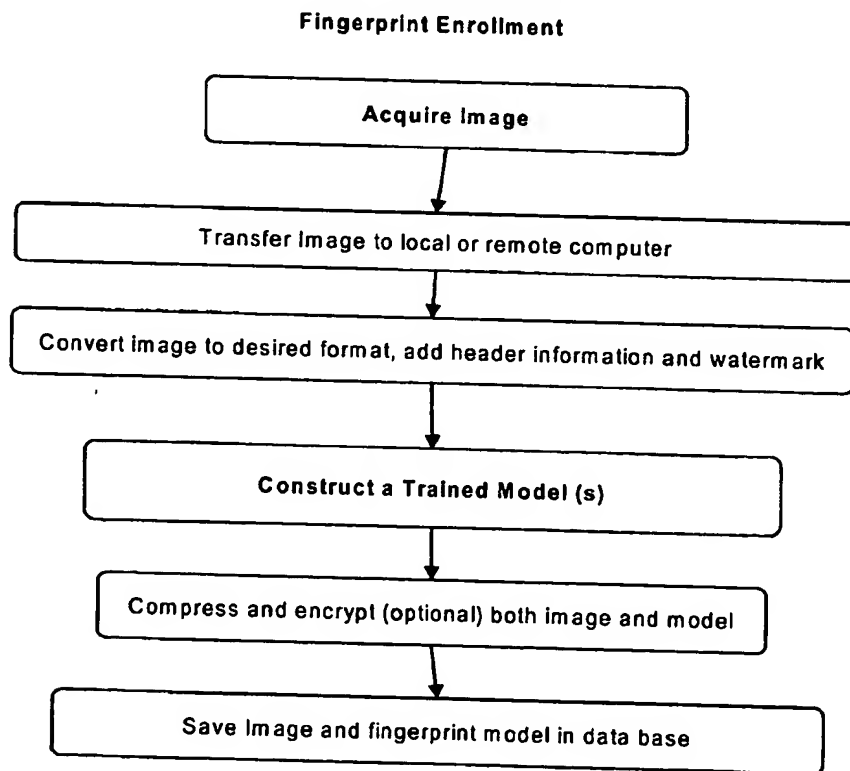 Fingerprint Enrollment
Acquire Image
Transfer Image to local or remote computer
Convert image to desired format, add header information and watermark
Construct a Trained Model (s)
Compress and encrypt (optional) both image and model
Save Image and fingerprint model in data base